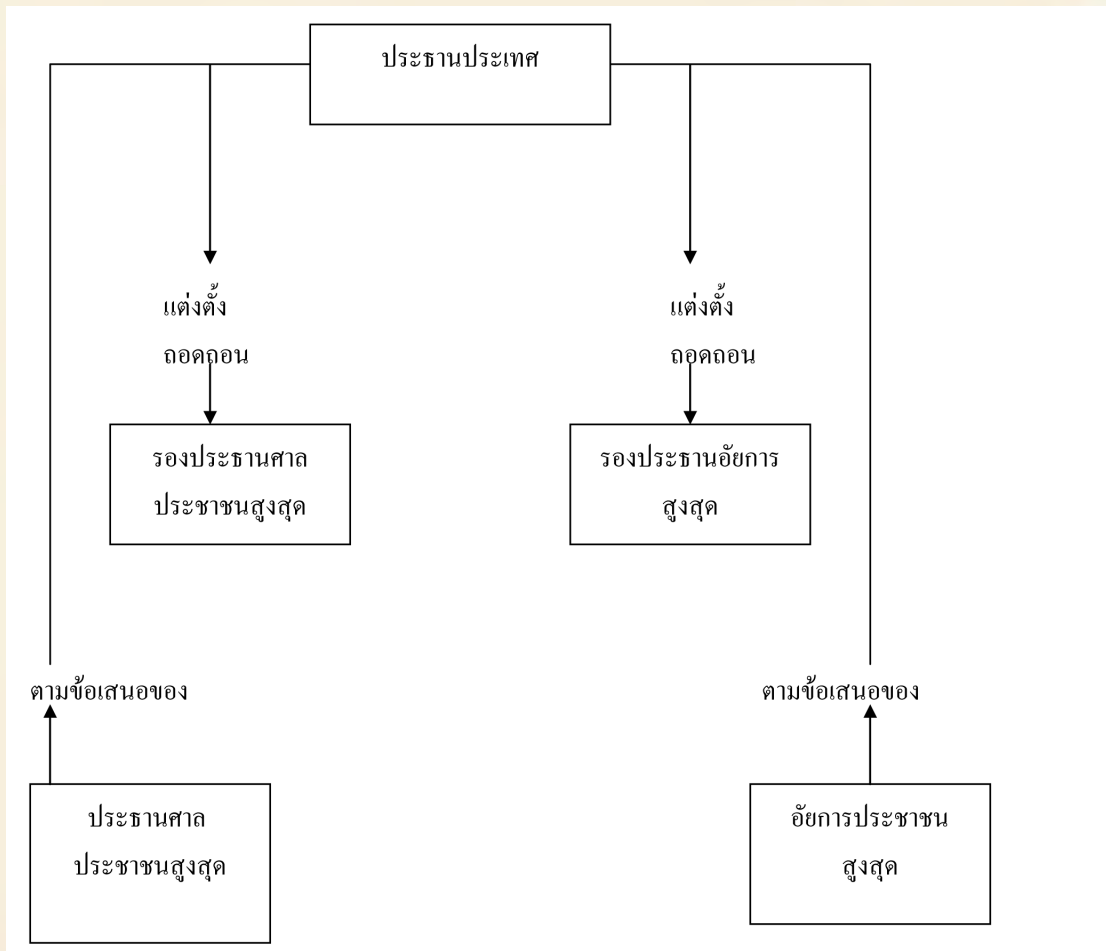 ประธานประเทศ
แต่งตั้ง
ถอดถอน
แต่งตั้ง
ถอดถอน
รองประธานศาล
ประชาชนสูงสุด
รองประธานอัยการ
สูงสุด
ตามข้อเสนอของ
ตามข้อเสนอของ
ประธานศาล
ประชาชนสูงสุด
อัยการประชาชน
สูงสุด